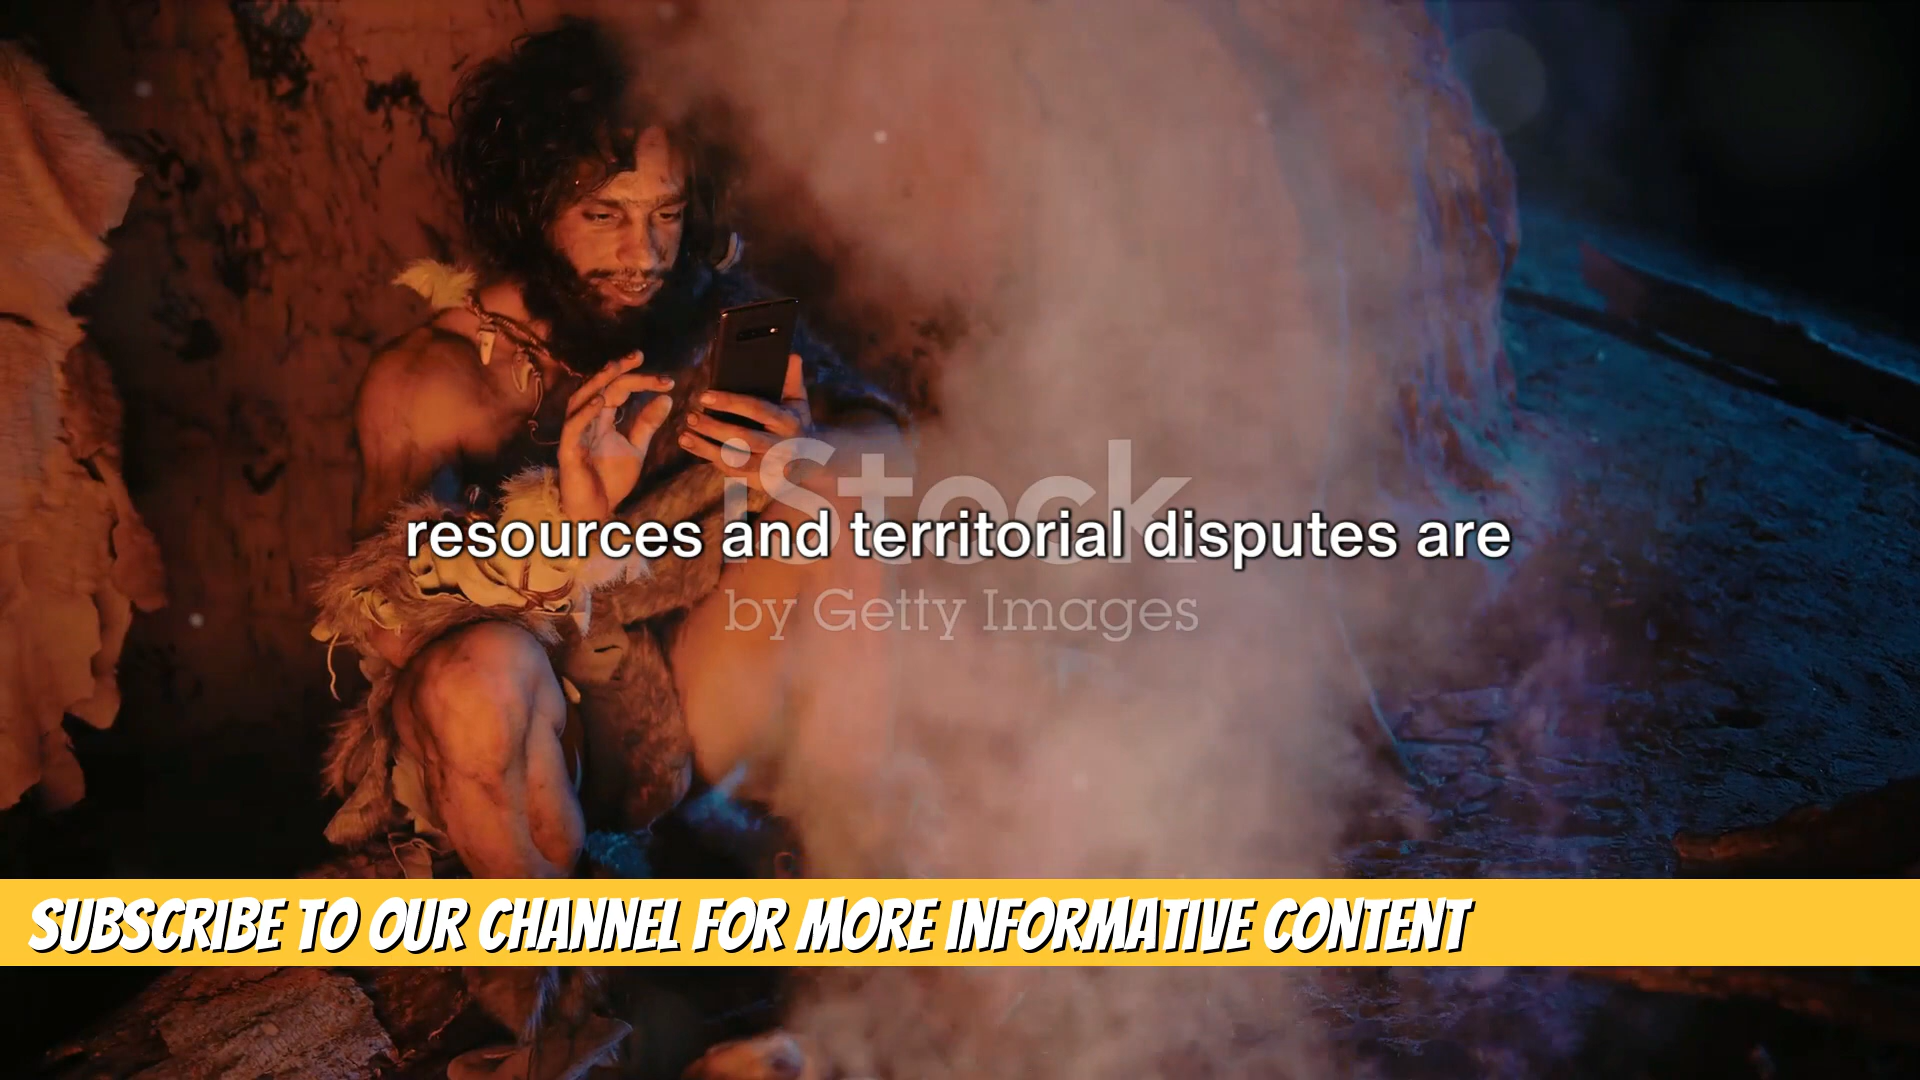 iStock
resources and territorial disputes are
by Getty Images
SUBSCRIBE TO OUR CHANNEL FOR MORE INFORMATIVE CONTENT